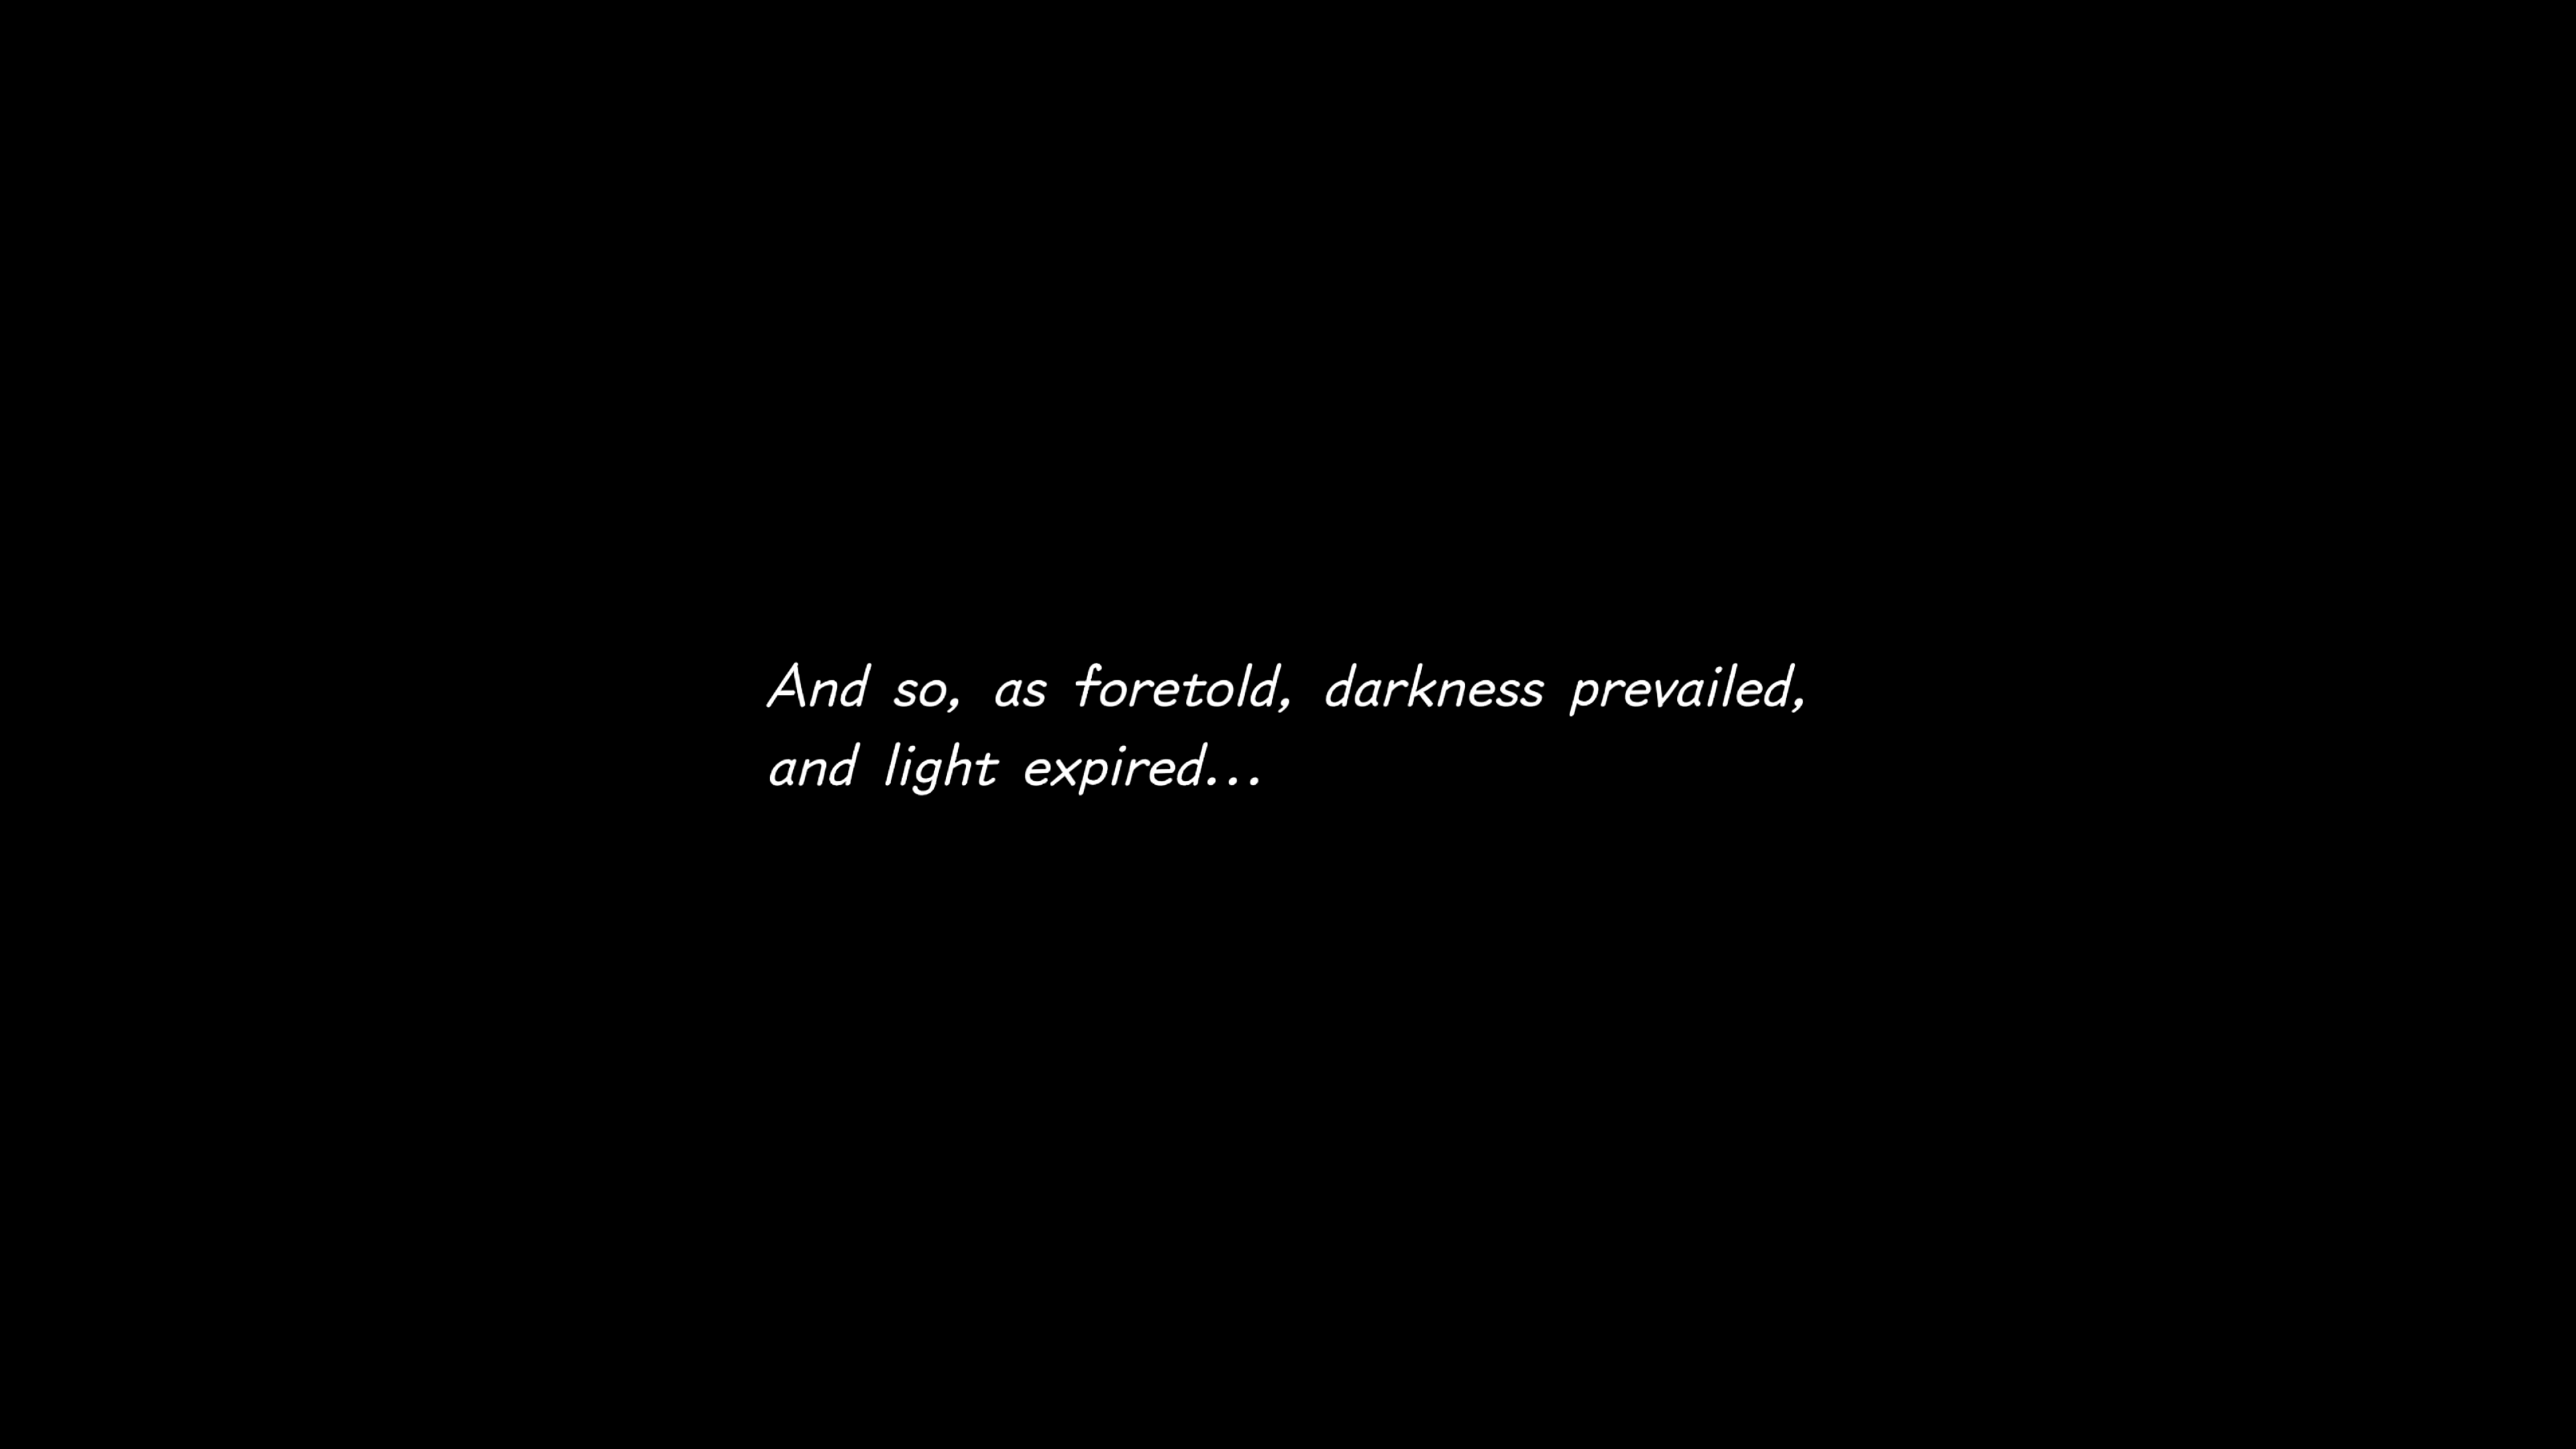 And so, as foretold, darkness prevailed,
and light expired...